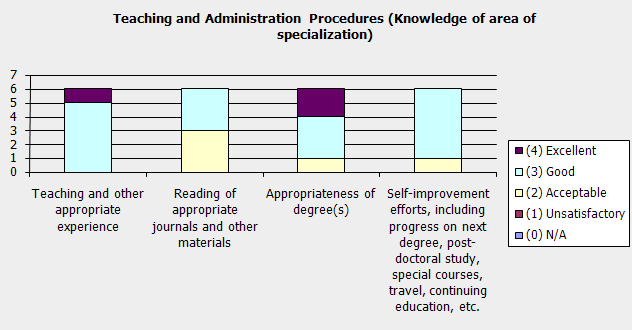 Teaching and Administration Procedures (Knowledge of area of
specialization)
7
6
5
4
3
2
1
0
Teaching and other
appropriate
experience
Reading of
appropriate
journals and other
materials
Appropriateness of
degree(s)
Self-improvement
efforts, including
progress on next
degree, post-
doctoral study,
special courses,
travel, continuing
education, etc.
(4) Excellent
(3) Good
(2) Acceptable
(1) Unsatisfactory
(0) N/A